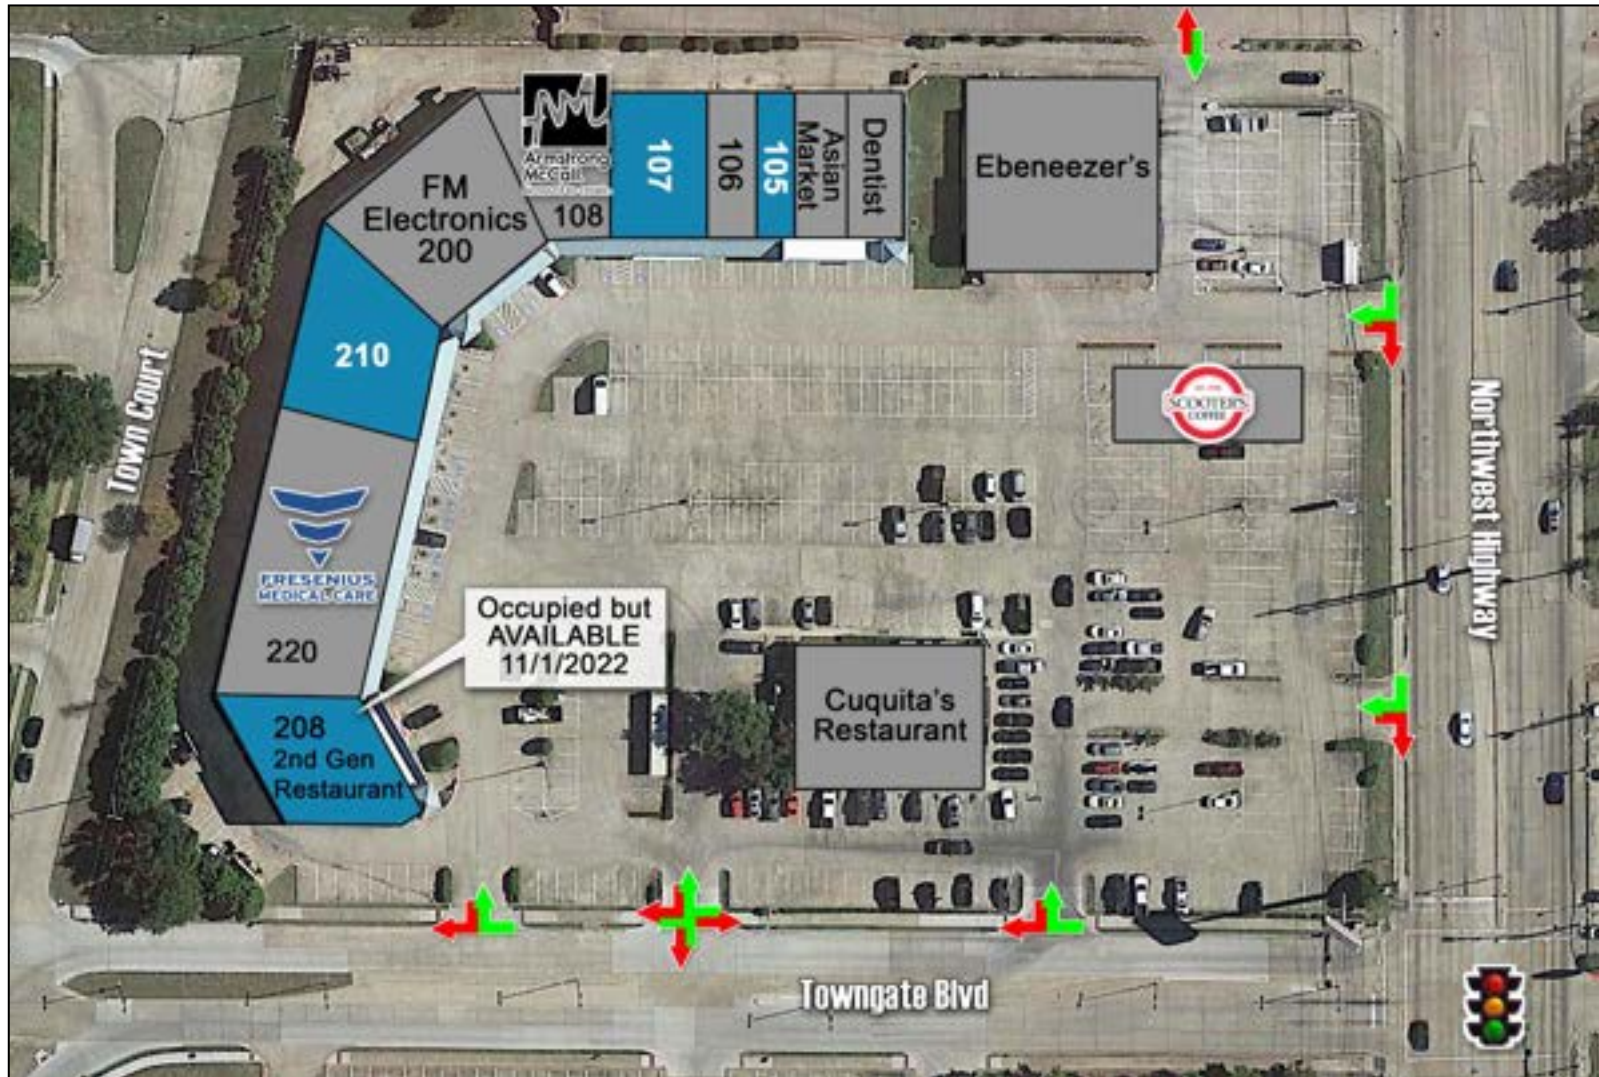 Armstrong
McCall
FM
Electronics
200
108
107
106
105
Asian
Market
Dentist
Ebeneezer's
210
SCOOTER'S
COFFEE
Town Court
Northwest Highway
FRESENIUS
MEDICAL CARE
220
Occupied but
AVAILABLE
11/1/2022
208
2nd Gen
Restaurant
Cuquita's
Restaurant
Towngate Blvd